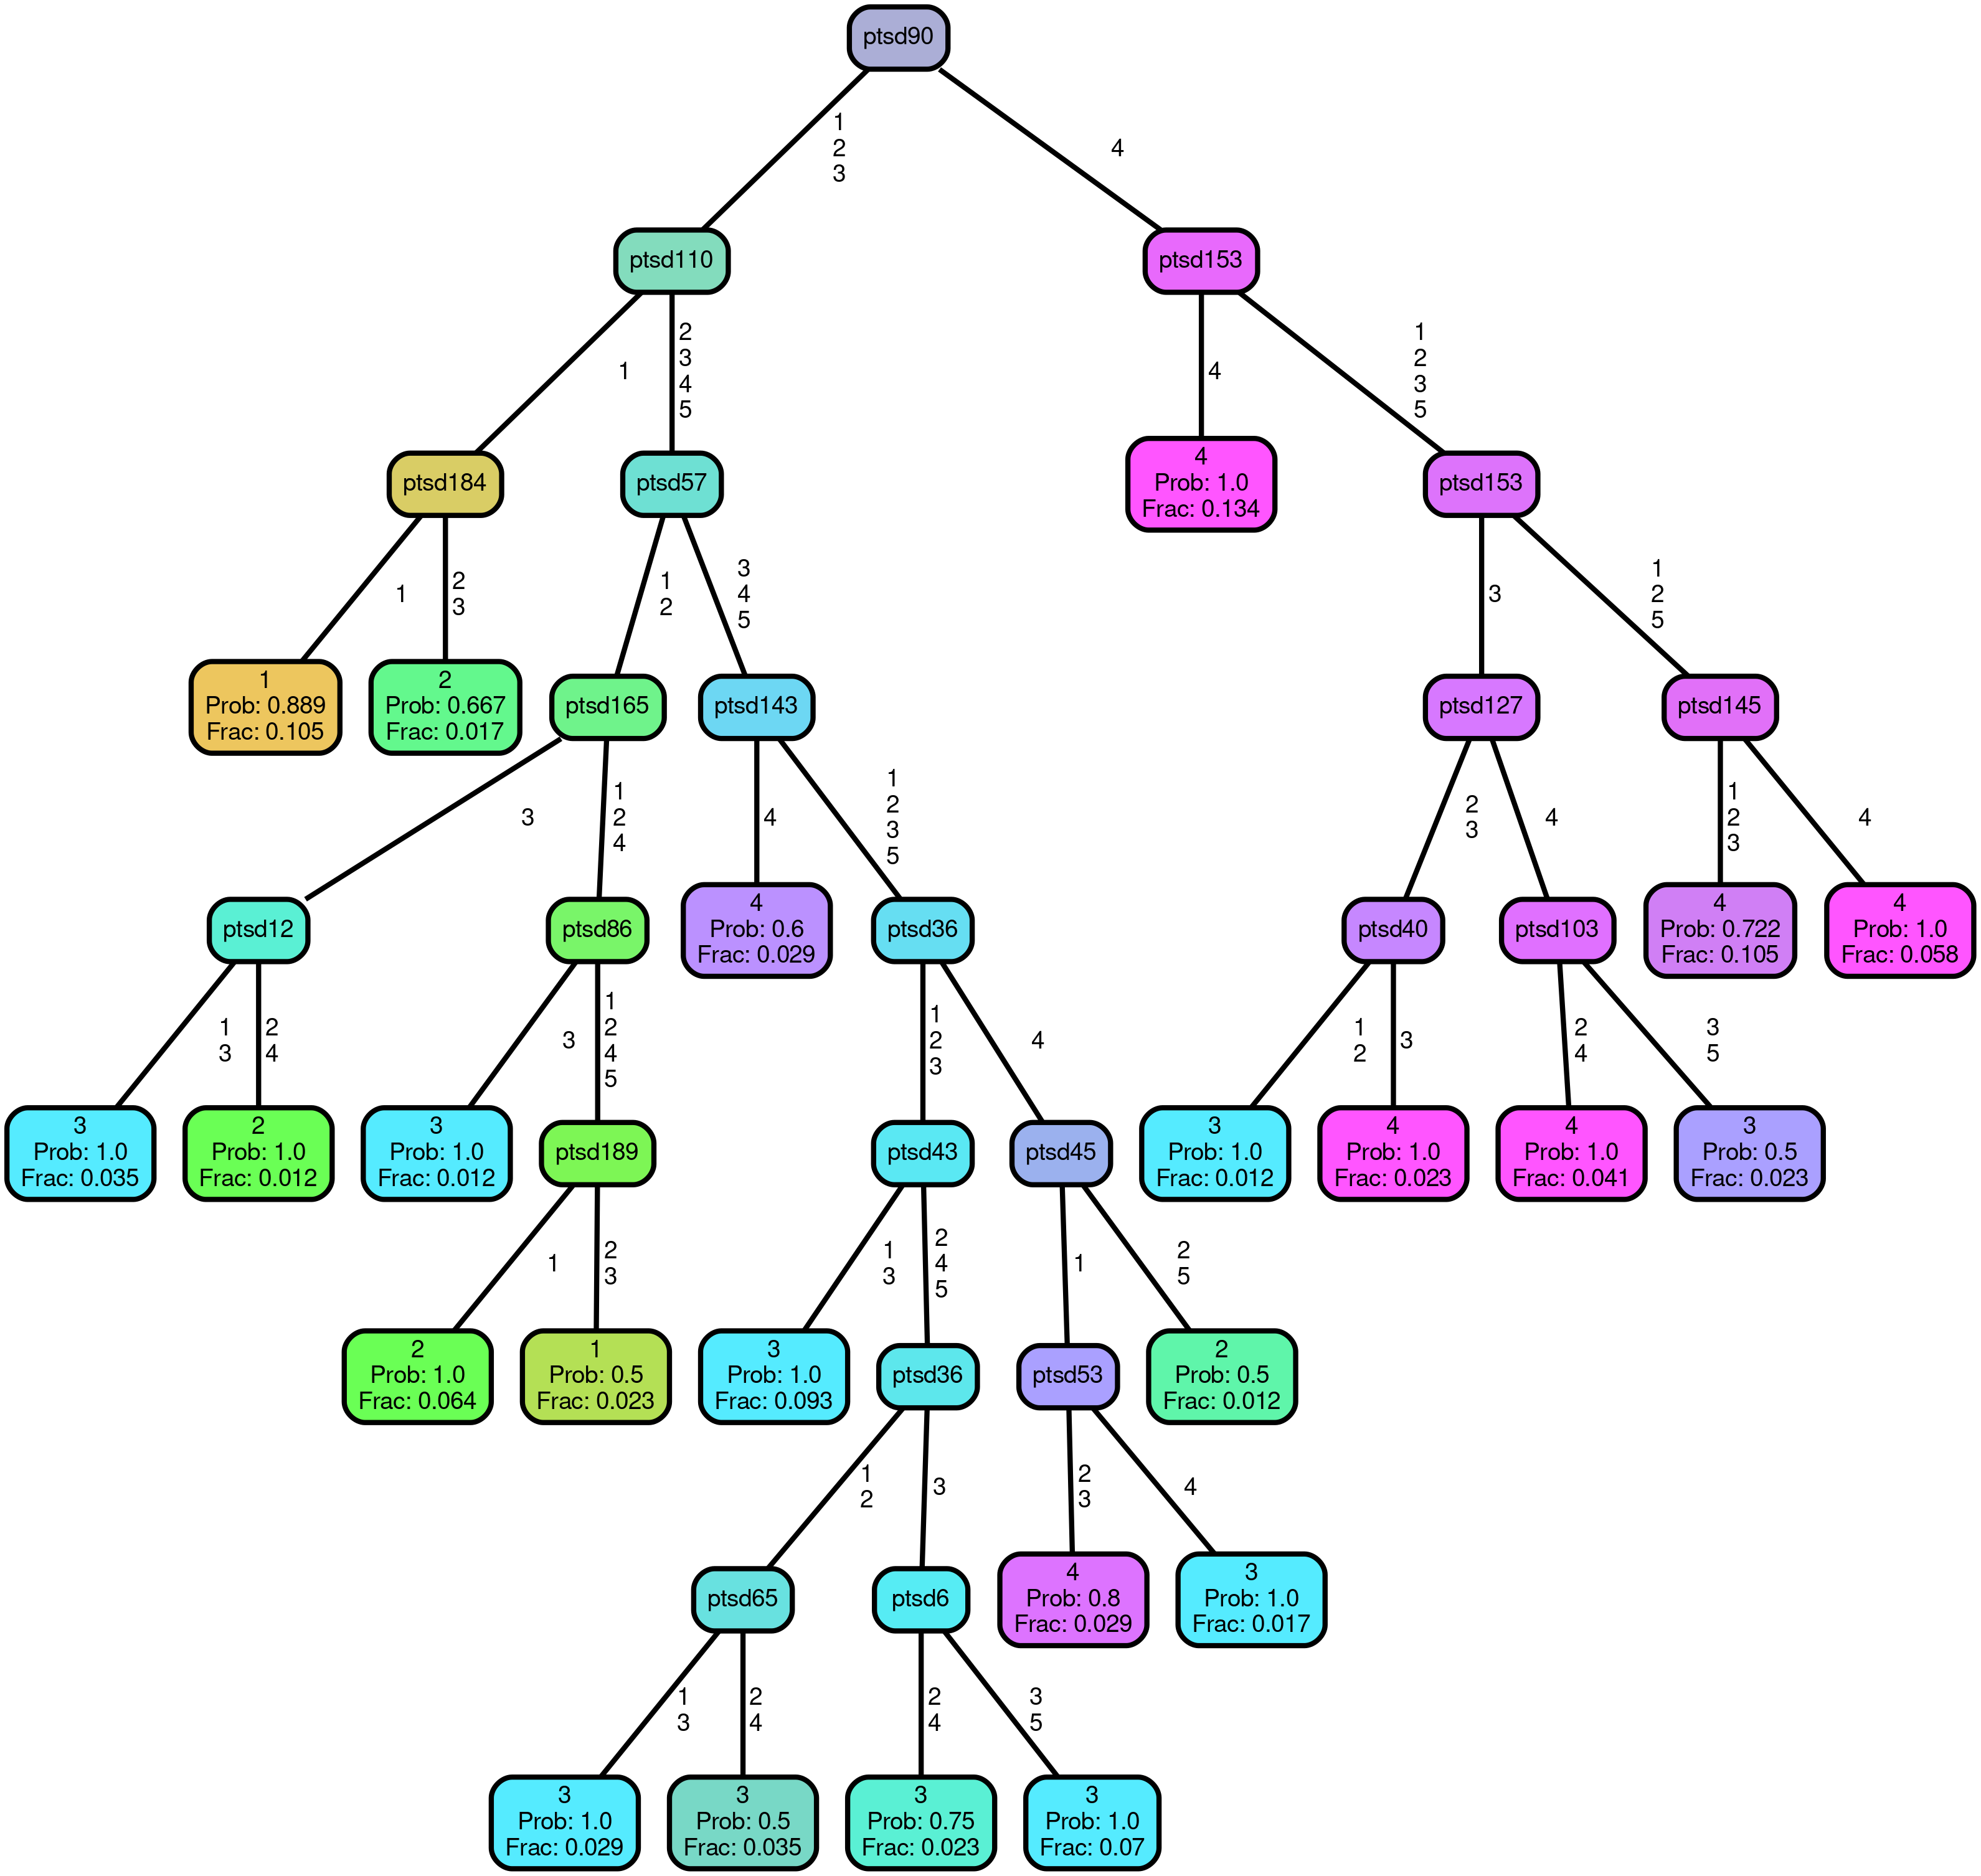 ptsd90
1
2
3
4
ptsd110
ptsd153
1
2
3
4
5
4
1
2
3
5
ptsd184
ptsd57
4
Prob: 1.0
Frac: 0.134
ptsd153
1
2
3
1
2
3
4
5
3
1
2
5
1
Prob: 0.889
Frac: 0.105
2
Prob: 0.667
Frac: 0.017
ptsd165
ptsd143
ptsd127
ptsd145
3
1
2
4
4
1
2
3
5
2
3
4
1
2
3
4
ptsd12
ptsd86
4
Prob: 0.6
Frac: 0.029
ptsd36
ptsd40
ptsd103
4
Prob: 0.722
Frac: 0.105
4
Prob: 1.0
Frac: 0.058
1
3
2
4
3
1
2
4
5
1
2
3
4
1
2
3
2
4
3
5
3
Prob: 1.0
Frac: 0.035
2
Prob: 1.0
Frac: 0.012
3
Prob: 1.0
Frac: 0.012
ptsd189
ptsd43
ptsd45
3
Prob: 1.0
Frac: 0.012
4
Prob: 1.0
Frac: 0.023
4
Prob: 1.0
Frac: 0.041
3
Prob: 0.5
Frac: 0.023
1
2
3
1
3
2
4
5
1
2
5
2
Prob: 1.0
Frac: 0.064
1
Prob: 0.5
Frac: 0.023
3
Prob: 1.0
Frac: 0.093
ptsd36
ptsd53
2
Prob: 0.5
Frac: 0.012
1
2
3
2
3
4
ptsd65
ptsd6
4
Prob: 0.8
Frac: 0.029
3
Prob: 1.0
Frac: 0.017
1
3
2
4
2
4
3
5
3
Prob: 1.0
Frac: 0.029
3
Prob: 0.5
Frac: 0.035
3
Prob: 0.75
Frac: 0.023
3
Prob: 1.0
Frac: 0.07